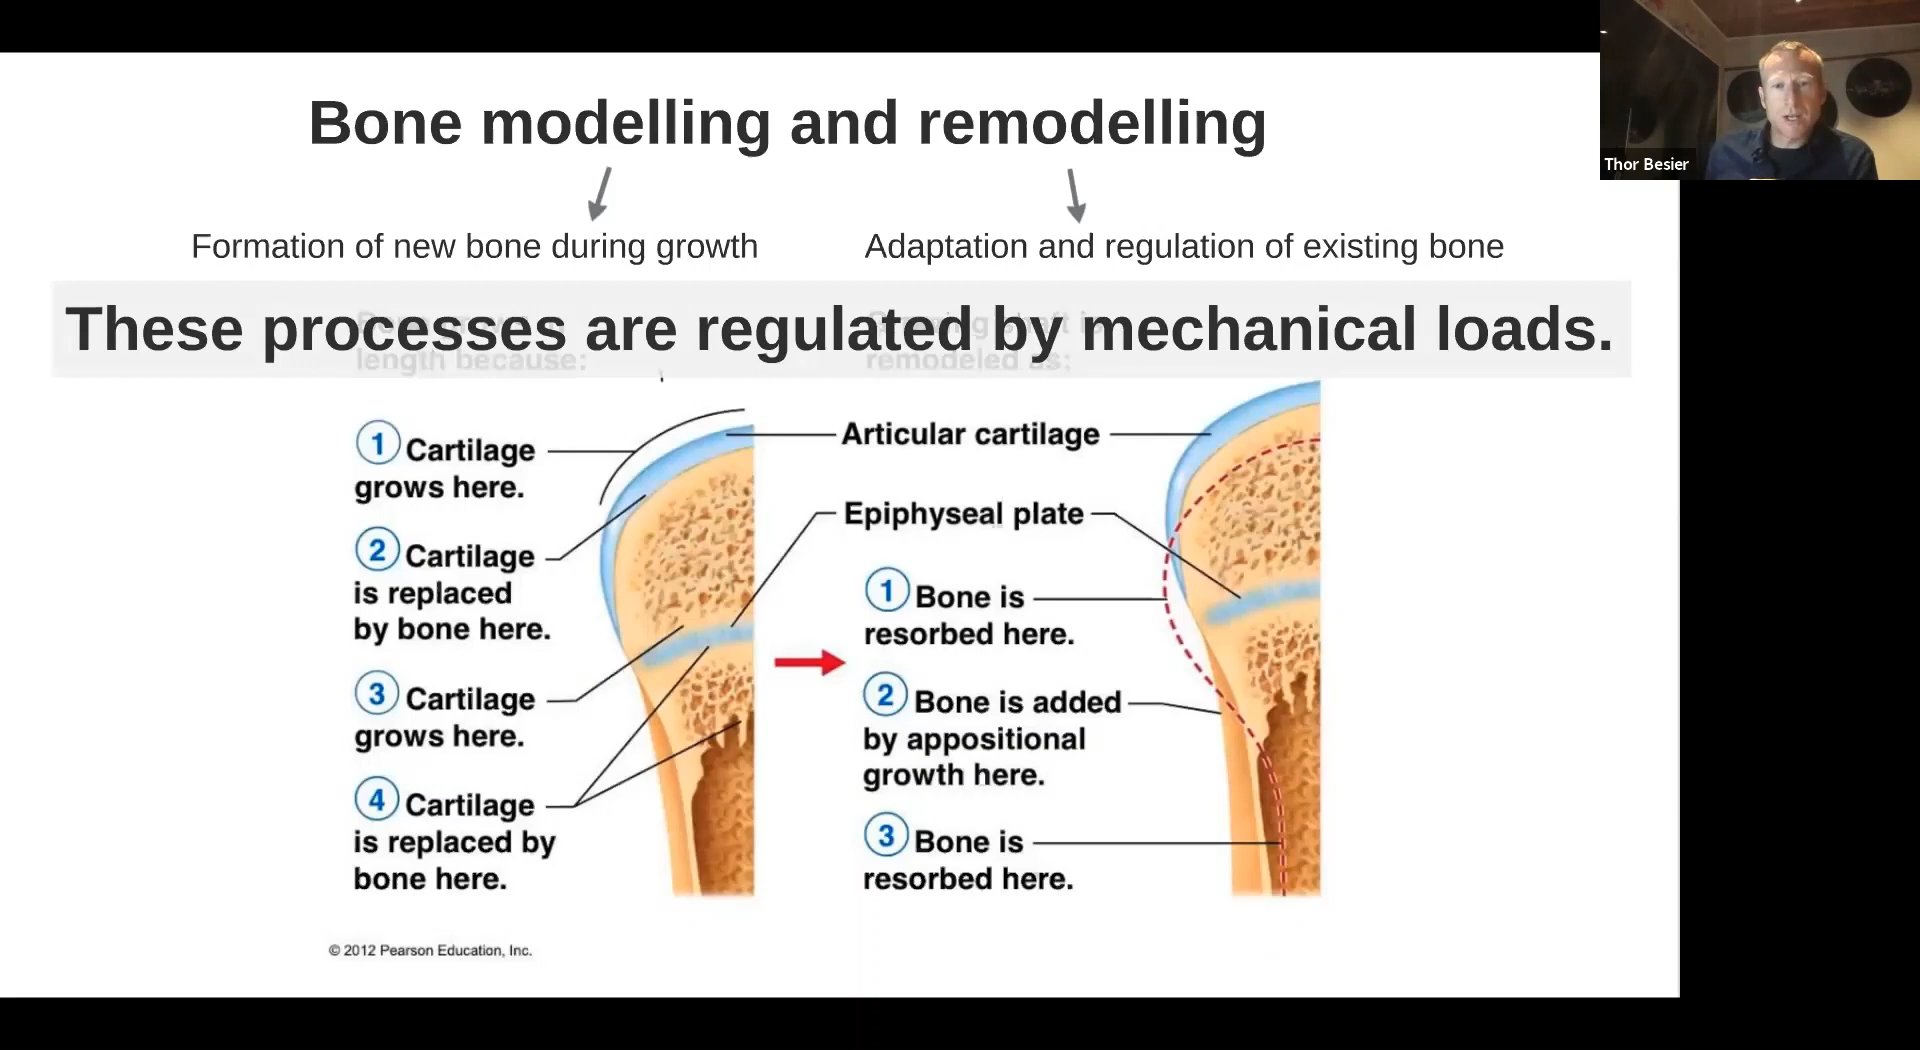 Bone modelling and remodelling
Thor Besier
Formation of new bone during growth
Adaptation and regulation of existing bone
These processes are regulated by mechanical loads.
length because:
remodeled as:
1 Cartilage
grows here.
2 Cartilage
is replaced
by bone here.
3 Cartilage
grows here.
4 Cartilage
is replaced by
bone here.
Articular cartilage
Epiphyseal plate
1 Bone is
resorbed here.
2 Bone is added
by appositional
growth here.
3 Bone is
resorbed here.
© 2012 Pearson Education, Inc.